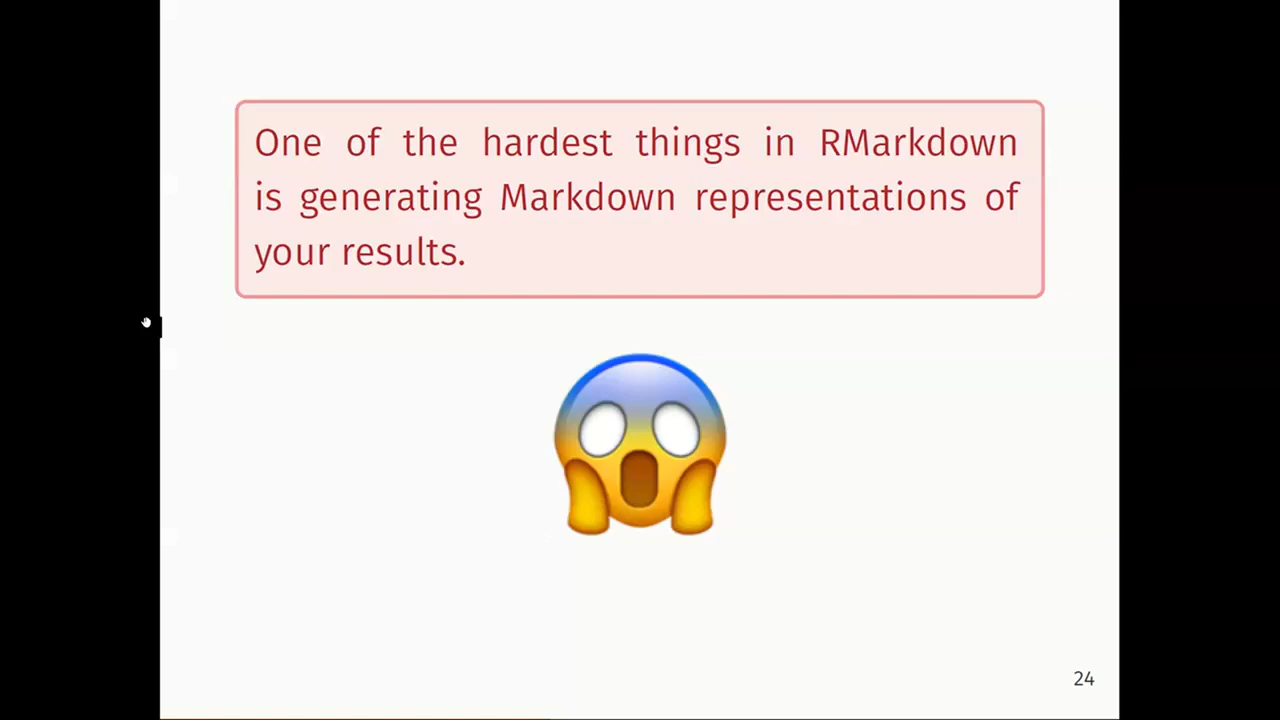 One of the hardest things in RMarkdown
is generating Markdown representations of
your results.
24